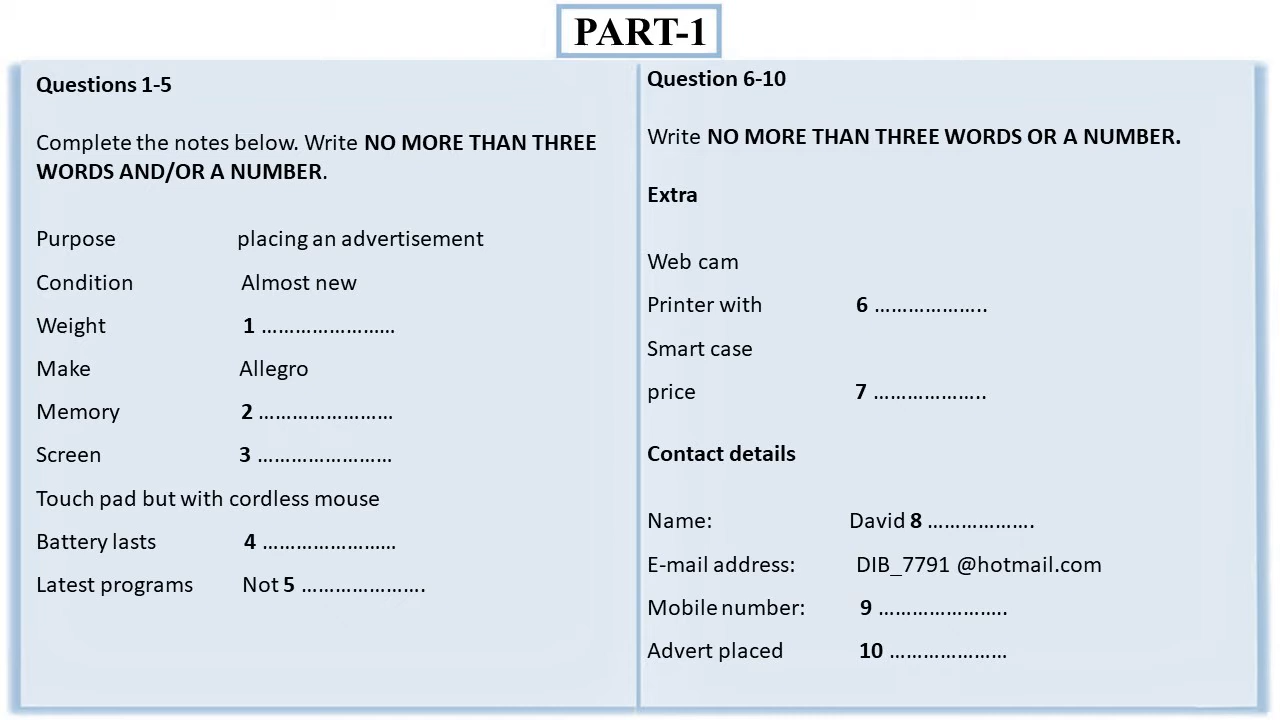 PART-1
Questions 1-5
Complete the notes below. Write NO MORE THAN THREE
WORDS AND/OR A NUMBER.
Purpose placing an advertisement
Condition Almost new
Weight 1 ……………………
Make Allegro
Memory 2 ……………………
Screen 3 ……………………
Touch pad but with cordless mouse
Battery lasts 4 ……………………
Latest programs Not 5 ………………….
Question 6-10
Write NO MORE THAN THREE WORDS OR A NUMBER.
Extra
Web cam
Printer with 6 ………………..
Smart case
price 7 ………………..
Contact details
Name: David 8 ……………….
E-mail address: DIB_7791 @hotmail.com
Mobile number: 9 …………………..
Advert placed 10 …………………